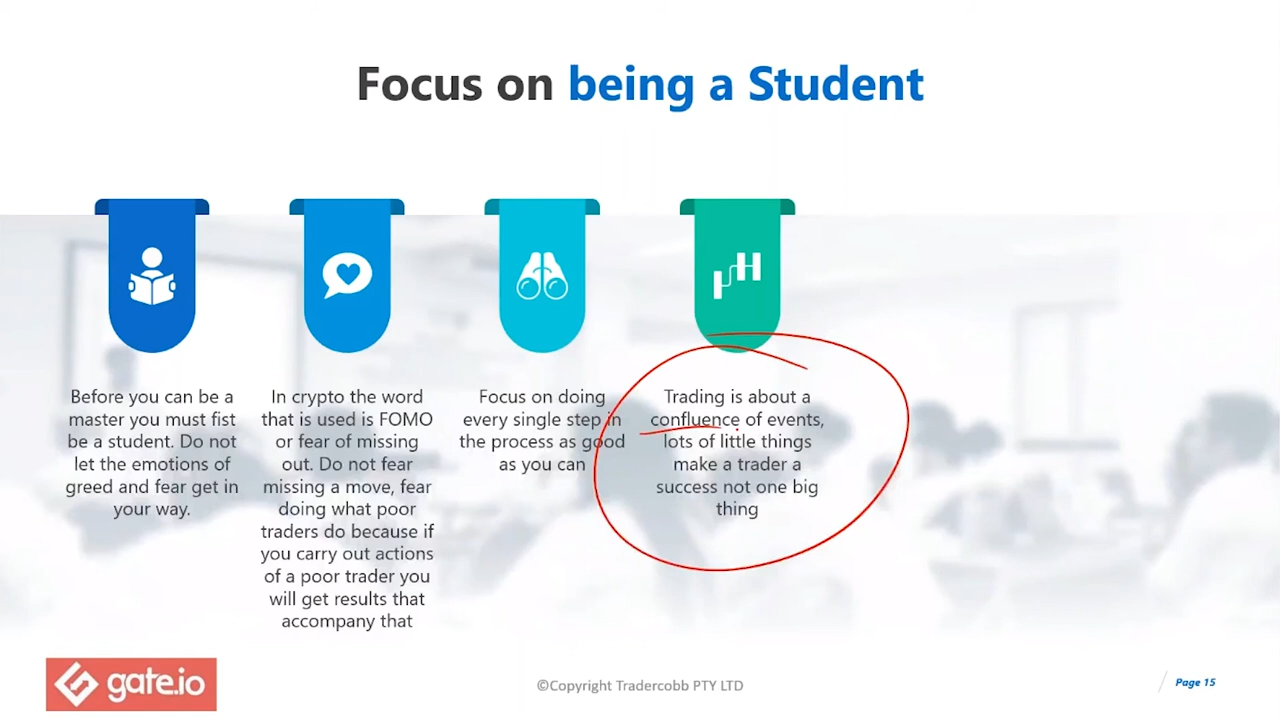 Focus on being a Student
Before you can be a
master you must fist
be a student. Do not
let the emotions of
greed and fear get in
your way.
In crypto the word
that is used is FOMO
or fear of missing
out. Do not fear
missing a move, fear
doing what poor
traders do because if
you carry out actions
of a poor trader you
will get results that
accompany that
Focus on doing
every single step in
the process as good
as you can
Trading is about a
confluence of events,
lots of little things
make a trader a
success not one big
thing
gate.io
©Copyright Tradercobb PTY LTD
Page 15